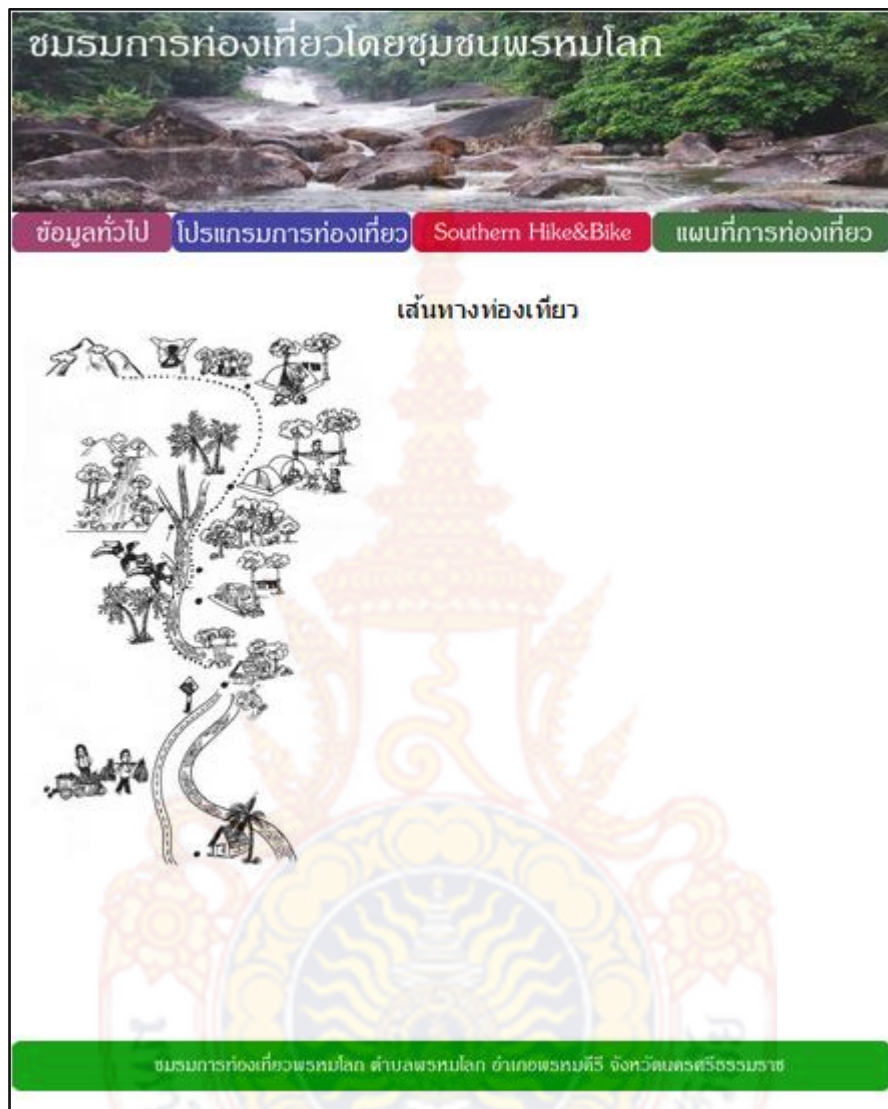 ชมรมการท่องเที่ยวโดยชุมชนพรหมโลก
ข้อมูลทั่วไป
โปรแกรมการท่องเที่ยว
Southern Hike&Bike
แผนที่การท่องเที่ยว
เส้นทางท่องเที่ยว
ชมรมการท่องเที่ยวพรหมโลก ตำบลพรหมโลก อำเภอพรหมคีรี จังหวัดนครศรีธรรมราช